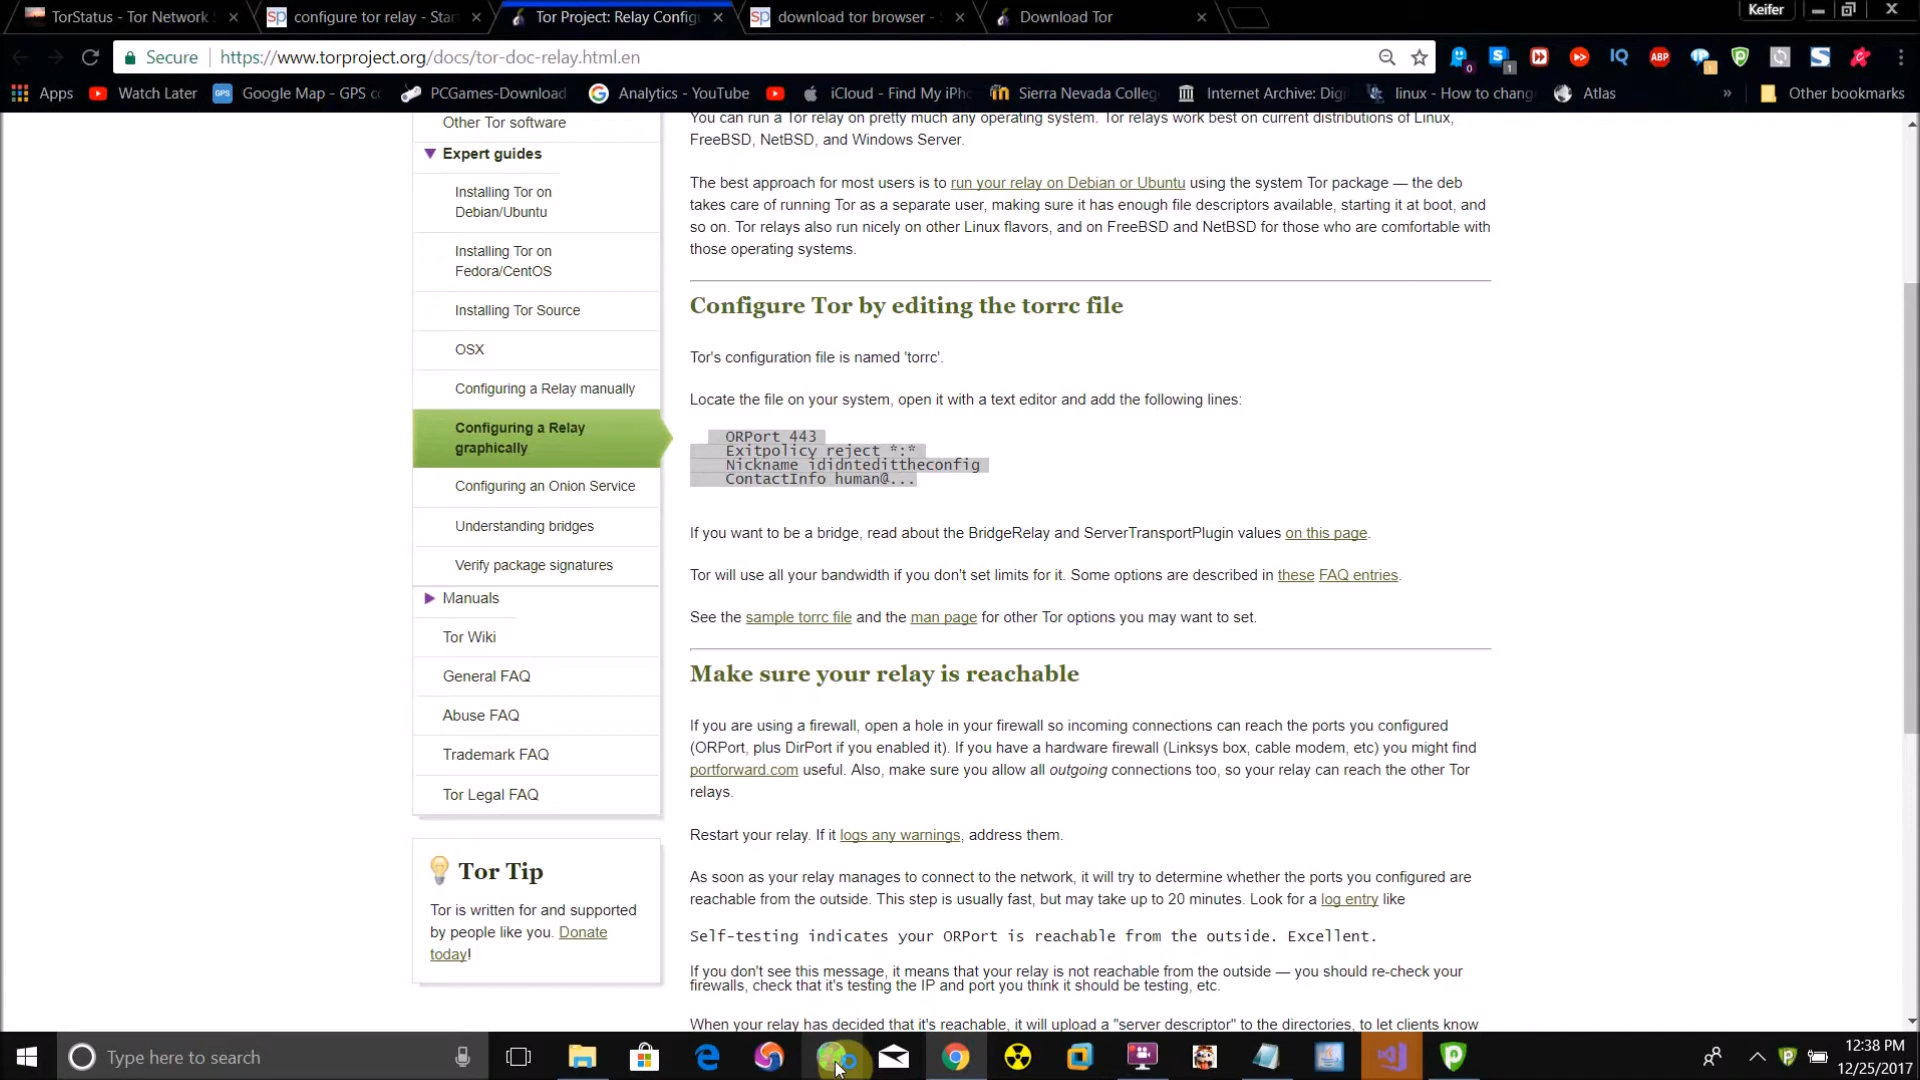 TorStatus - Tor Network S
configure tor relay - Star
Tor Project: Relay Configu
download tor browser - S
Download Tor
Keifer
Secure
https://www.torproject.org/docs/tor-doc-relay.html.en
0
1
ABP
Apps
Watch Later
GPS
Google Map - GPS co
PCGames-Download
Analytics - YouTube
iCloud - Find My iPho
Sierra Nevada College
Internet Archive: Digi
linux - How to chang
Atlas
»
Other bookmarks
Other Tor software
Expert guides
Installing Tor on
Debian/Ubuntu
Installing Tor on
Fedora/CentOS
Installing Tor Source
OSX
Configuring a Relay manually
Configuring a Relay
graphically
Configuring an Onion Service
Understanding bridges
Verify package signatures
Manuals
Tor Wiki
General FAQ
Abuse FAQ
Trademark FAQ
Tor Legal FAQ
Tor Tip
Tor is written for and supported
by people like you. Donate
today!
You can run a Tor relay on pretty much any operating system. Tor relays work best on current distributions of Linux,
FreeBSD, NetBSD, and Windows Server.
The best approach for most users is to run your relay on Debian or Ubuntu using the system Tor package — the deb
takes care of running Tor as a separate user, making sure it has enough file descriptors available, starting it at boot, and
so on. Tor relays also run nicely on other Linux flavors, and on FreeBSD and NetBSD for those who are comfortable with
those operating systems.
Configure Tor by editing the torrc file
Tor's configuration file is named 'torrc'.
Locate the file on your system, open it with a text editor and add the following lines:
ORPort 443
Exitpolicy reject *:*
Nickname ididntedittheconfig
ContactInfo human@...
If you want to be a bridge, read about the BridgeRelay and ServerTransportPlugin values on this page.
Tor will use all your bandwidth if you don't set limits for it. Some options are described in these FAQ entries.
See the sample torrc file and the man page for other Tor options you may want to set.
Make sure your relay is reachable
If you are using a firewall, open a hole in your firewall so incoming connections can reach the ports you configured
(ORPort, plus DirPort if you enabled it). If you have a hardware firewall (Linksys box, cable modem, etc) you might find
portforward.com useful. Also, make sure you allow all outgoing connections too, so your relay can reach the other Tor
relays.
Restart your relay. If it logs any warnings, address them.
As soon as your relay manages to connect to the network, it will try to determine whether the ports you configured are
reachable from the outside. This step is usually fast, but may take up to 20 minutes. Look for a log entry like
Self-testing indicates your ORPort is reachable from the outside. Excellent.
If you don't see this message, it means that your relay is not reachable from the outside — you should re-check your
firewalls, check that it's testing the IP and port you think it should be testing, etc.
When your relay has decided that it's reachable, it will upload a "server descriptor" to the directories, to let clients know
Type here to search
12:38 PM
12/25/2017